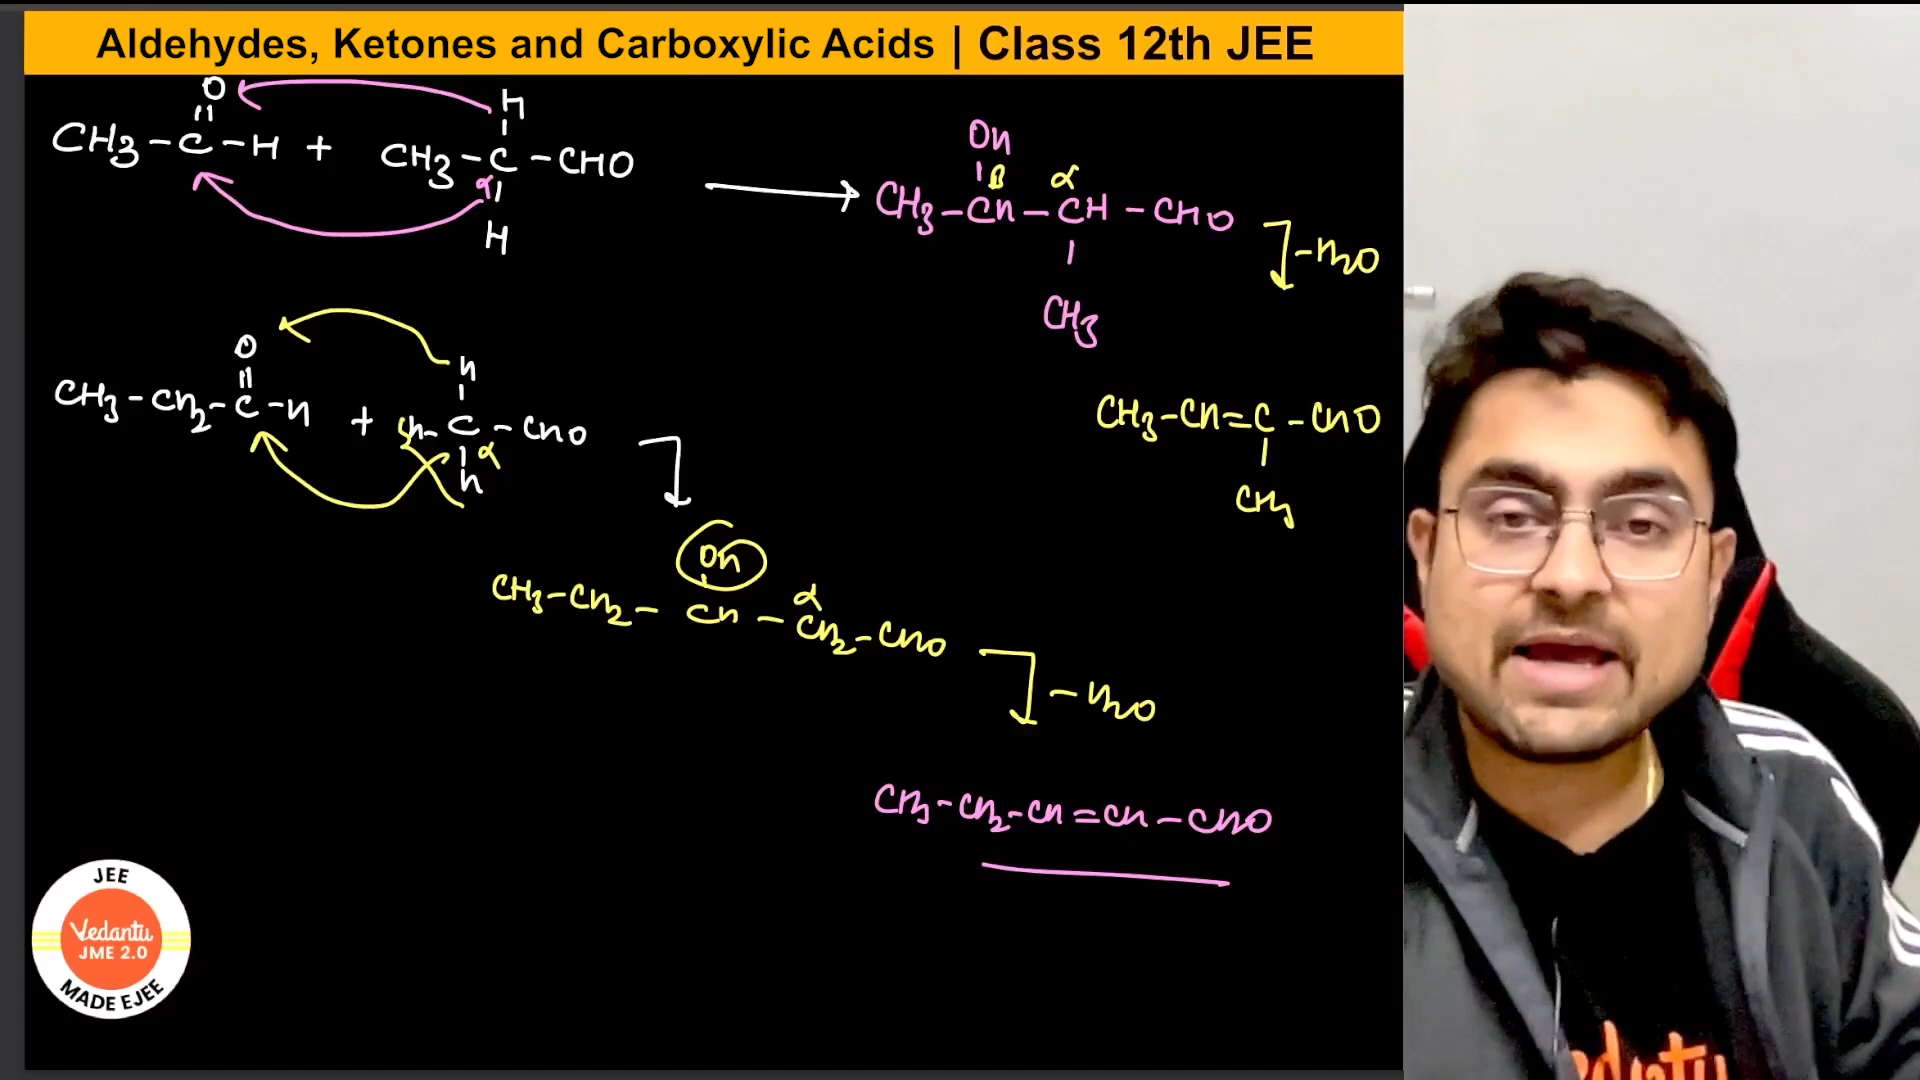 Aldehydes, Ketones and Carboxylic Acids | Class 12th JEE
O
||
CH3-C-H + CH3-C-CHO
H
α
H
OH
β α
CH3-CH-CH-CHO
CH3
-H2O
O
||
CH3-CH2-C-H + H-C-CHO
H
α
H
CH3-CH=C-CHO
CH3
OH
α
CH3-CH2-CH-CH2-CHO
-H2O
CH3-CH2-CH=CH-CHO
JEE
Vedantu
JME 2.0
MADE EJEE